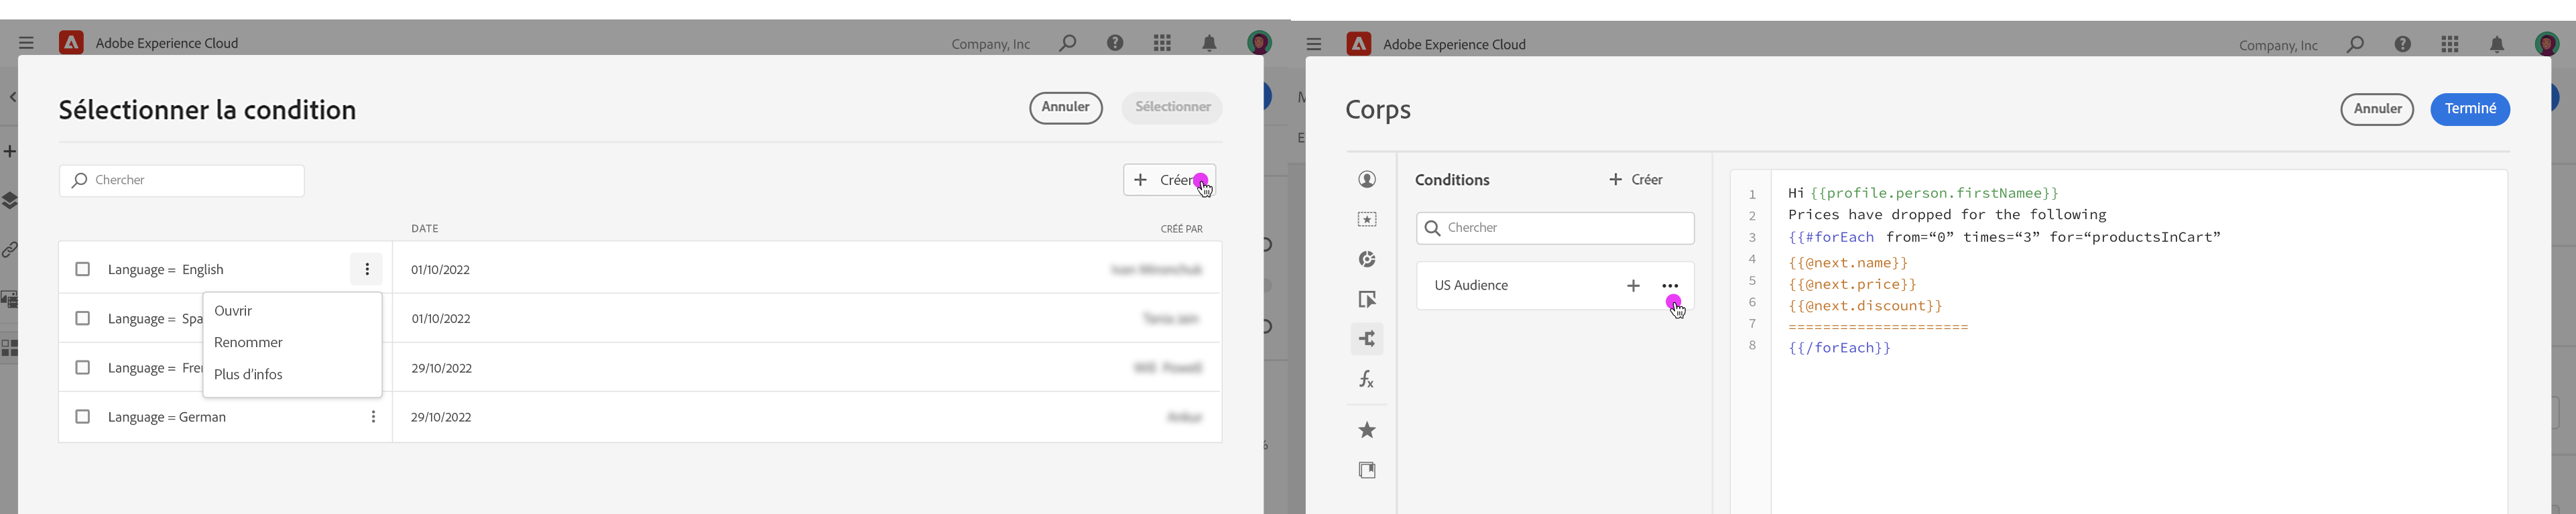 Adobe Experience Cloud
Company, Inc
Sélectionner la condition
Annuler
Sélectionner
Chercher
+ Créer
DATE
CRÉÉ PAR
Language = English
01/10/2022
Language = Spa
01/10/2022
Language = Fre
29/10/2022
Language = German
29/10/2022
Ouvrir
Renommer
Plus d'infos
Adobe Experience Cloud
Company, Inc
Corps
Annuler
Terminé
Conditions
+ Créer
Chercher
US Audience
1 Hi {{profile.person.firstNamee}}
2 Prices have dropped for the following
3 {{#forEach from=“0” times=“3” for=“productsInCart”
4 {{@next.name}}
5 {{@next.price}}
6 {{@next.discount}}
7 =====================
8 {{/forEach}}